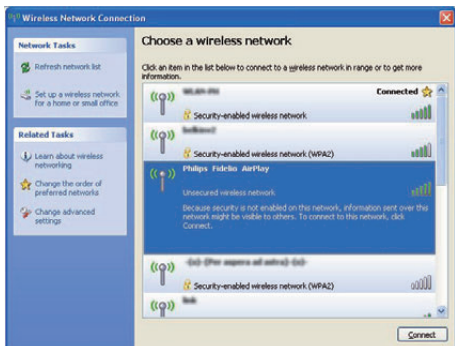 Wireless Network Connection
Network Tasks
Refresh network list
Set up a wireless network
for a home or small office
Related Tasks
Learn about wireless
networking
Change the order of
preferred networks
Change advanced
settings
Choose a wireless network
Click an item in the list below to connect to a wireless network in range or to get more
information.
Connected
Security-enabled wireless network
Security-enabled wireless network (WPA2)
Philips Fidelio AirPlay
Unsecured wireless network
Because security is not enabled on this network, information sent over this
network might be visible to others. To connect to this network, click
Connect.
Security-enabled wireless network (WPA2)
Connect